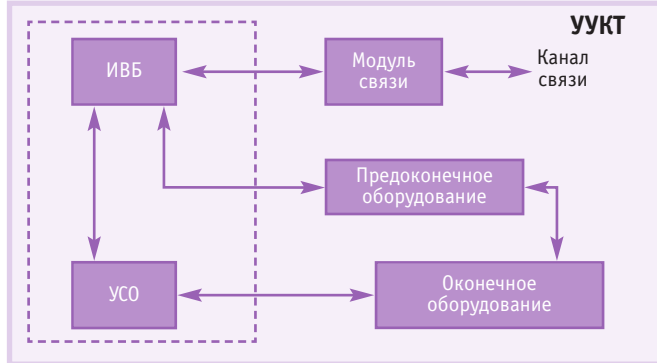 УУКТ
ИВБ
Модуль
связи
Канал
связи
Предоконечное
оборудование
УСО
Оконечное
оборудование